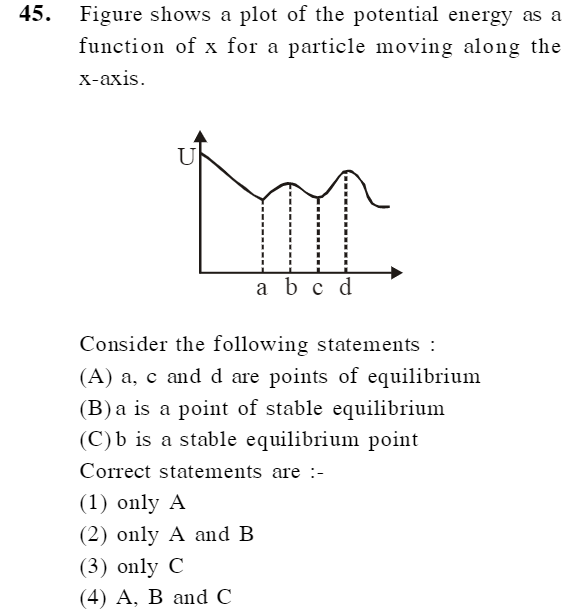 45. Figure shows a plot of the potential energy as a
function of x for a particle moving along the
x-axis.
U
a b c d
Consider the following statements :
(A) a, c and d are points of equilibrium
(B) a is a point of stable equilibrium
(C) b is a stable equilibrium point
Correct statements are :-
(1) only A
(2) only A and B
(3) only C
(4) A, B and C